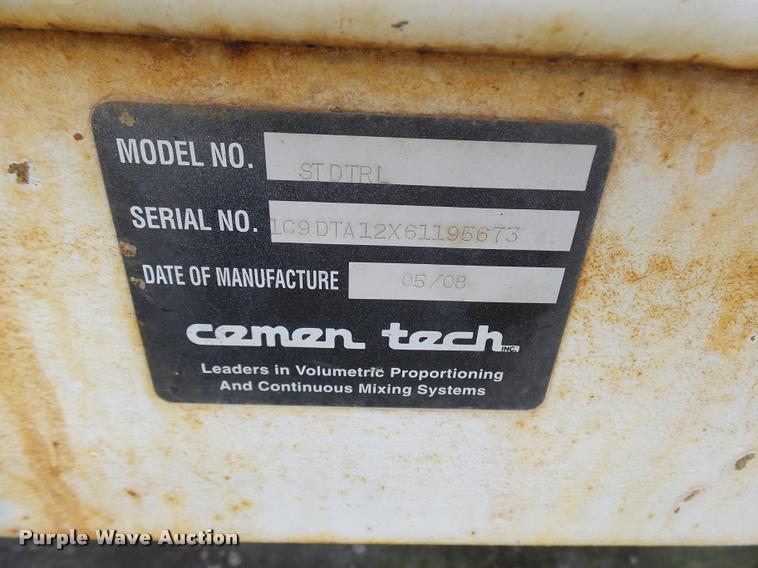 MODEL NO. STDTRL
SERIAL NO. 1C9DTA12X61195673
DATE OF MANUFACTURE 05/08
cemen tech INC.
Leaders in Volumetric Proportioning
And Continuous Mixing Systems
Purple Wave Auction